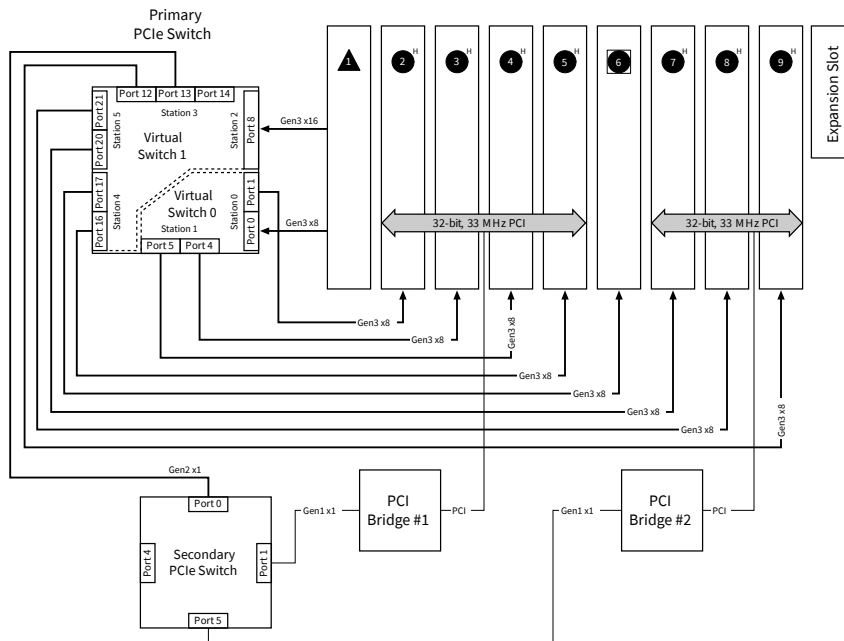 Primary
PCIe Switch
1
2
H
3
H
4
H
5
H
6
7
H
8
H
9
H
Expansion Slot
Port 12
Port 13
Port 14
Station 3
Port 21
Port 20
Station 5
Station 2
Port 8
Virtual
Switch 1
Gen3 x16
Port 17
Port 16
Station 4
Virtual
Switch 0
Station 0
Port 1
Port 0
Station 1
Port 5
Port 4
Gen3 x8
32-bit, 33 MHz PCI
32-bit, 33 MHz PCI
Gen3 x8
Gen3 x8
Gen3 x8
Gen3 x8
Gen3 x8
Gen3 x8
Gen3 x8
Gen3 x8
Gen2 x1
Port 0
Port 4
Secondary
PCIe Switch
Port 1
Port 5
Gen1 x1
PCI
Bridge #1
PCI
Gen1 x1
PCI
Bridge #2
PCI